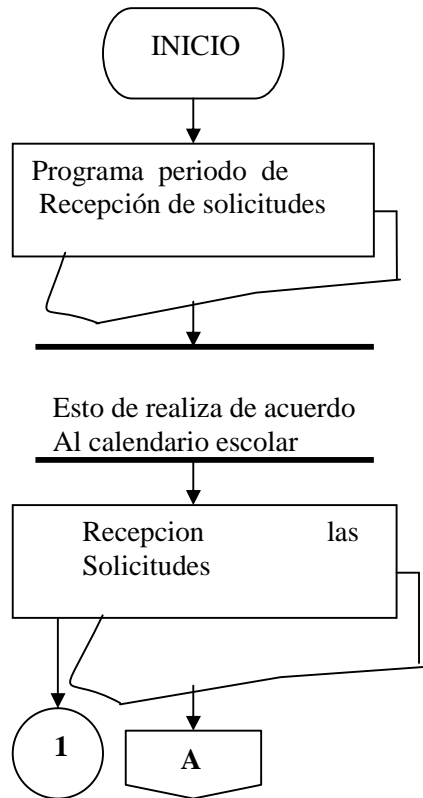 INICIO
Programa periodo de
Recepción de solicitudes
Esto de realiza de acuerdo
Al calendario escolar
Recepcion las
Solicitudes
1
A